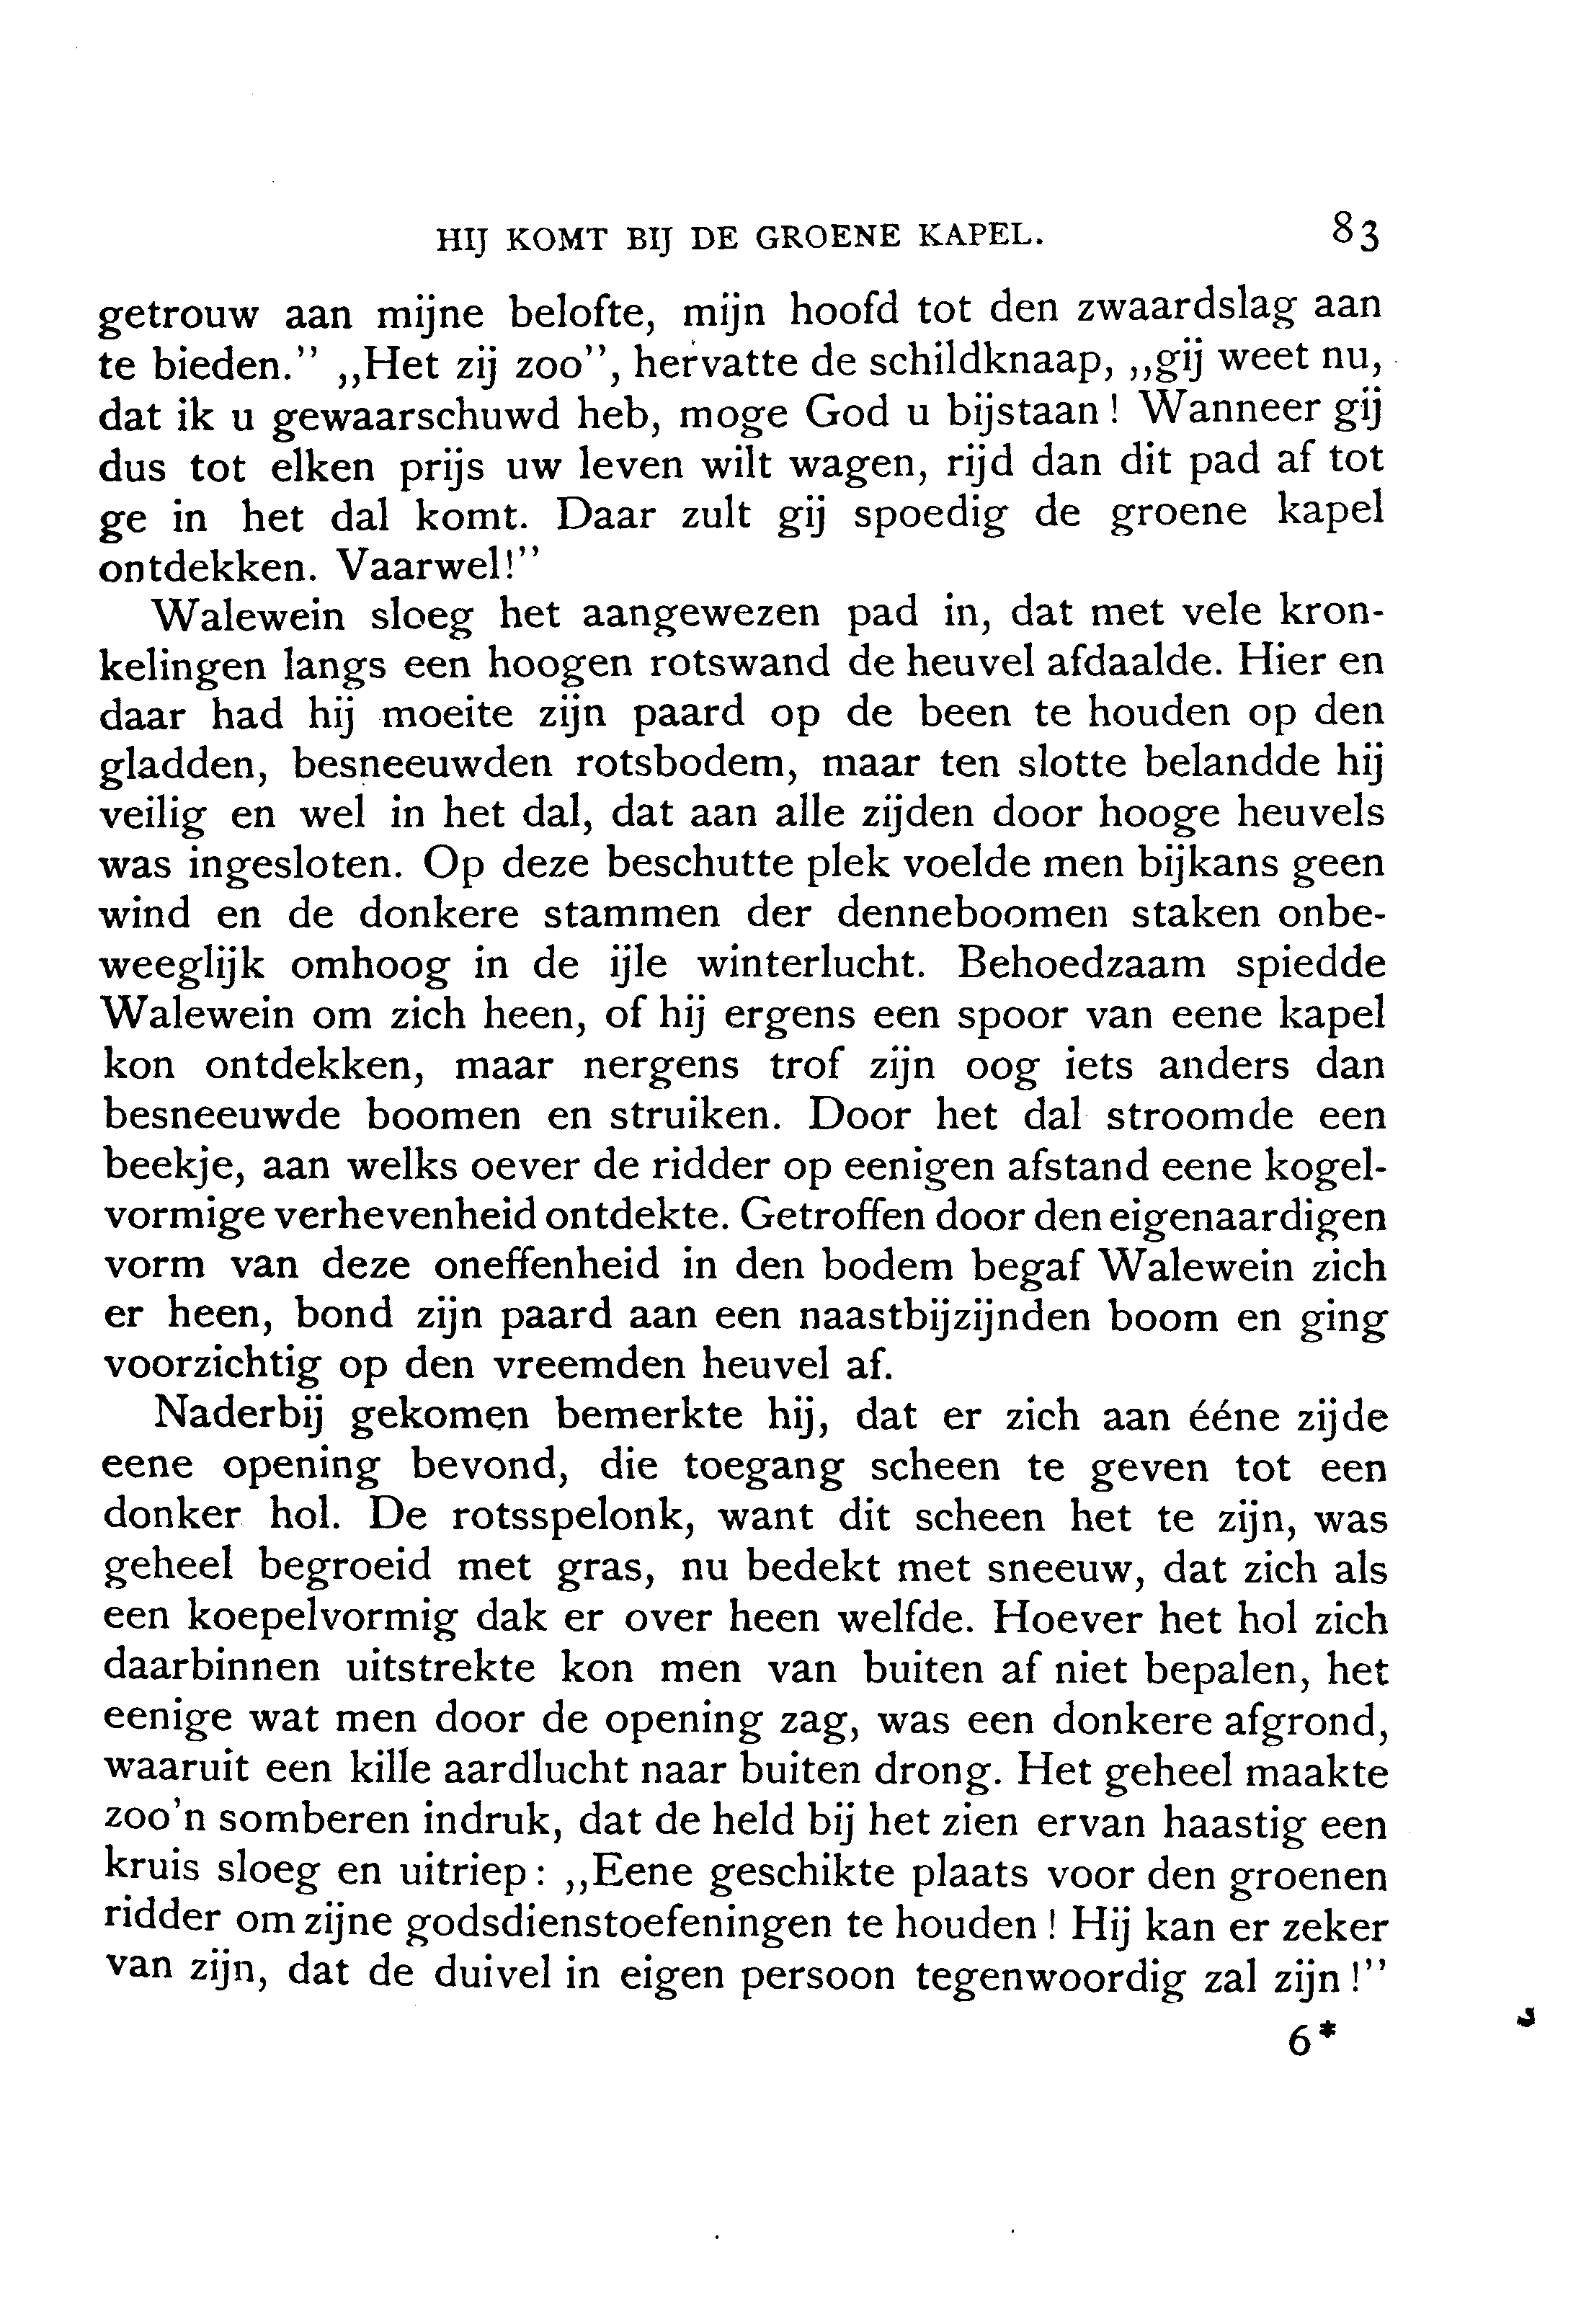 HIJ KOMT BIJ DE GROENE KAPEL. 83
getrouw aan mijne belofte, mijn hoofd tot den zwaardslag aan
te bieden.” „Het zij zoo”, hervatte de schildknaap, „gij weet nu,
dat ik u gewaarschuwd heb, moge God u bijstaan! Wanneer gij
dus tot elken prijs uw leven wilt wagen, rijd dan dit pad af tot
ge in het dal komt. Daar zult gij spoedig de groene kapel
ontdekken. Vaarwel!”
Walewein sloeg het aangewezen pad in, dat met vele kron-
kelingen langs een hoogen rotswand de heuvel afdaalde. Hier en
daar had hij moeite zijn paard op de been te houden op den
gladden, besneeuwden rotsbodem, maar ten slotte belandde hij
veilig en wel in het dal, dat aan alle zijden door hooge heuvels
was ingesloten. Op deze beschutte plek voelde men bijkans geen
wind en de donkere stammen der denneboomen staken onbe-
weeglijk omhoog in de ijle winterlucht. Behoedzaam spiedde
Walewein om zich heen, of hij ergens een spoor van eene kapel
kon ontdekken, maar nergens trof zijn oog iets anders dan
besneeuwde boomen en struiken. Door het dal stroomde een
beekje, aan welks oever de ridder op eenigen afstand eene kogel-
vormige verhevenheid ontdekte. Getroffen door den eigenaardigen
vorm van deze oneffenheid in den bodem begaf Walewein zich
er heen, bond zijn paard aan een naastbijzijnden boom en ging
voorzichtig op den vreemden heuvel af.
Naderbij gekomen bemerkte hij, dat er zich aan ééne zijde
eene opening bevond, die toegang scheen te geven tot een
donker hol. De rotsspelonk, want dit scheen het te zijn, was
geheel begroeid met gras, nu bedekt met sneeuw, dat zich als
een koepelvormig dak er over heen welfde. Hoever het hol zich
daarbinnen uitstrekte kon men van buiten af niet bepalen, het
eenige wat men door de opening zag, was een donkere afgrond,
waaruit een kille aardlucht naar buiten drong. Het geheel maakte
zoo’n somberen indruk, dat de held bij het zien ervan haastig een
kruis sloeg en uitriep: „Eene geschikte plaats voor den groenen
ridder om zijne godsdienstoefeningen te houden! Hij kan er zeker
van zijn, dat de duivel in eigen persoon tegenwoordig zal zijn!”
6*